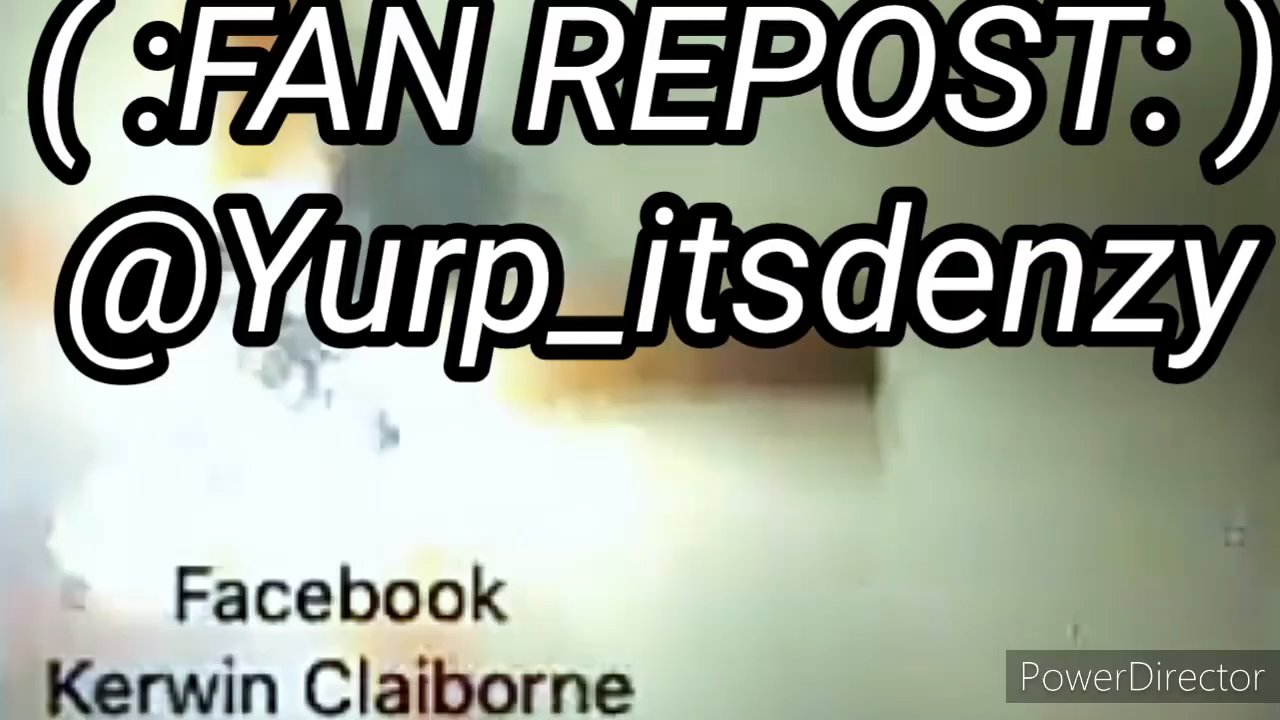 ( :FAN REPOST: )
@Yurp_itsdenzy
Facebook
Kerwin Claiborne
PowerDirector